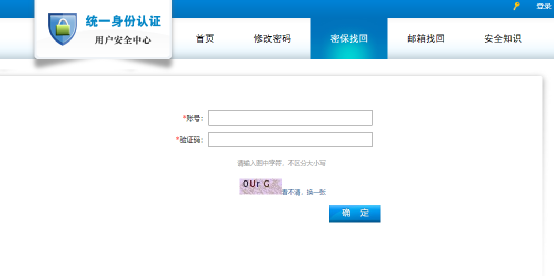 登录
统一身份认证
用户安全中心
首页 修改密码 密保找回 邮箱找回 安全知识
*账号:
*验证码:
请输入图中字符，不区分大小写
0Ur G 看不清，换一张
确 定